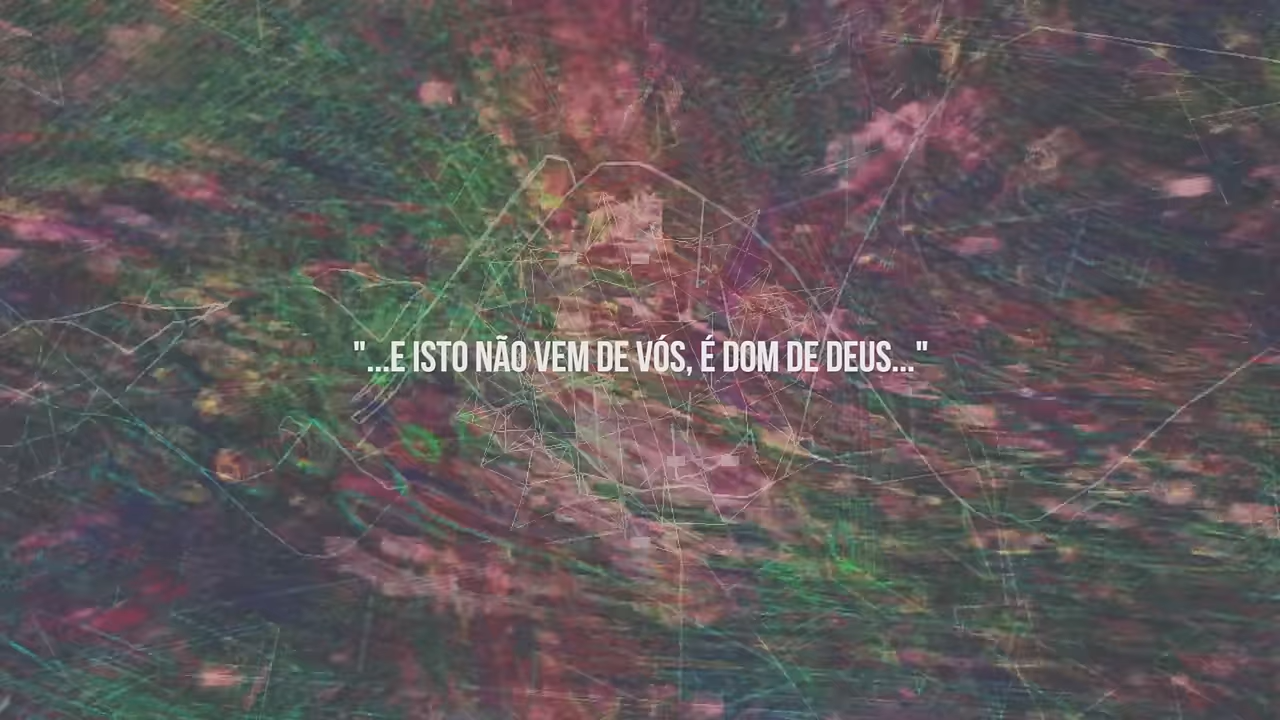 "...E ISTO NÃO VEM DE VÓS, É DOM DE DEUS..."